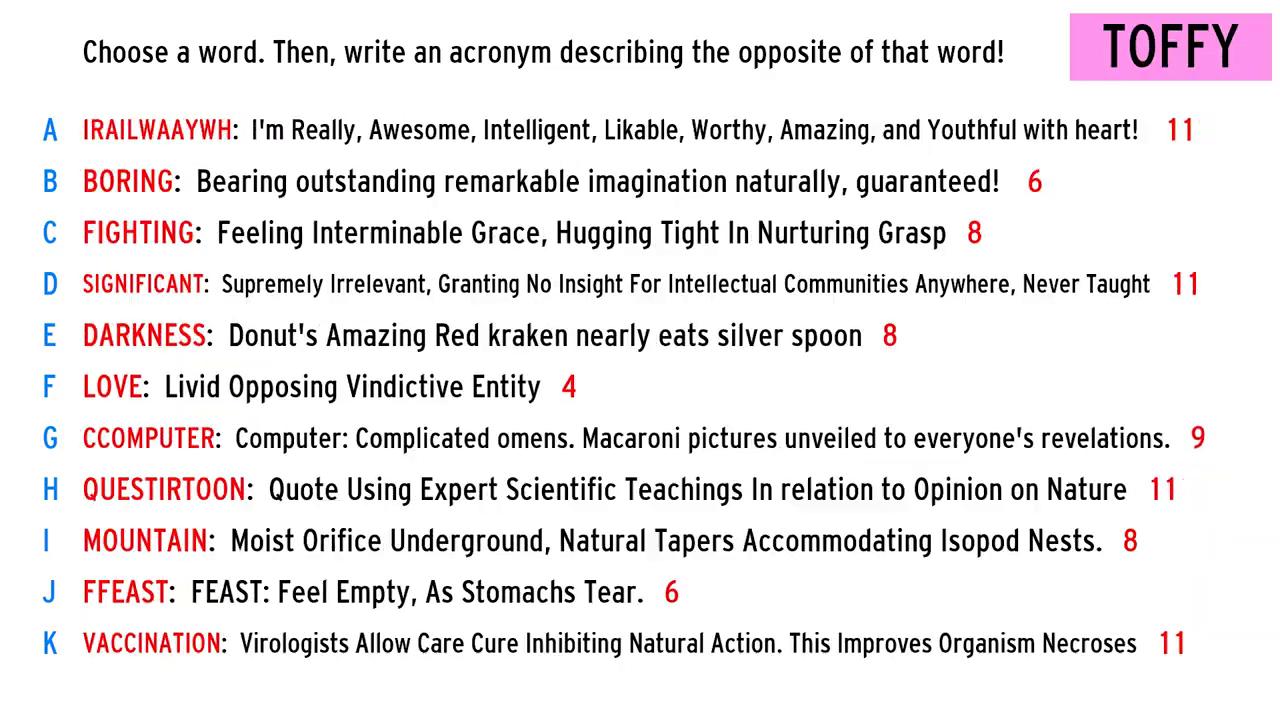 Choose a word. Then, write an acronym describing the opposite of that word!
TOFFY
A IRAILWAAYWH: I'm Really, Awesome, Intelligent, Likable, Worthy, Amazing, and Youthful with heart! 11
B BORING: Bearing outstanding remarkable imagination naturally, guaranteed! 6
C FIGHTING: Feeling Interminable Grace, Hugging Tight In Nurturing Grasp 8
D SIGNIFICANT: Supremely Irrelevant, Granting No Insight For Intellectual Communities Anywhere, Never Taught 11
E DARKNESS: Donut's Amazing Red kraken nearly eats silver spoon 8
F LOVE: Livid Opposing Vindictive Entity 4
G CCOMPUTER: Computer: Complicated omens. Macaroni pictures unveiled to everyone's revelations. 9
H QUESTIRTOON: Quote Using Expert Scientific Teachings In relation to Opinion on Nature 11
I MOUNTAIN: Moist Orifice Underground, Natural Tapers Accommodating Isopod Nests. 8
J FFEAST: FEAST: Feel Empty, As Stomachs Tear. 6
K VACCINATION: Virologists Allow Care Cure Inhibiting Natural Action. This Improves Organism Necroses 11